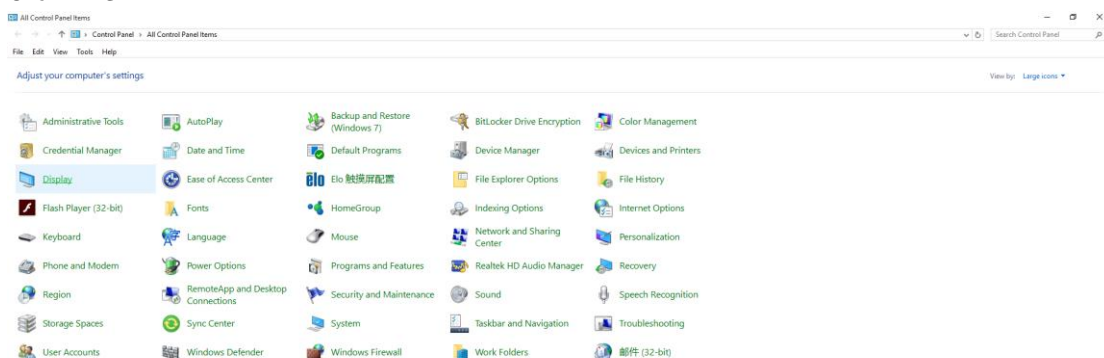 All Control Panel Items
Control Panel > All Control Panel Items
Search Control Panel
File Edit View Tools Help
Adjust your computer's settings
View by: Large icons
Administrative Tools
AutoPlay
Backup and Restore
(Windows 7)
BitLocker Drive Encryption
Color Management
Credential Manager
Date and Time
Default Programs
Device Manager
Devices and Printers
Display
Ease of Access Center
elo Elo 触摸屏配置
File Explorer Options
File History
Flash Player (32-bit)
Fonts
HomeGroup
Indexing Options
Internet Options
Keyboard
Language
Mouse
Network and Sharing
Center
Personalization
Phone and Modem
Power Options
Programs and Features
Realtek HD Audio Manager
Recovery
Region
RemoteApp and Desktop
Connections
Security and Maintenance
Sound
Speech Recognition
Storage Spaces
Sync Center
System
Taskbar and Navigation
Troubleshooting
User Accounts
Windows Defender
Windows Firewall
Work Folders
邮件 (32-bit)